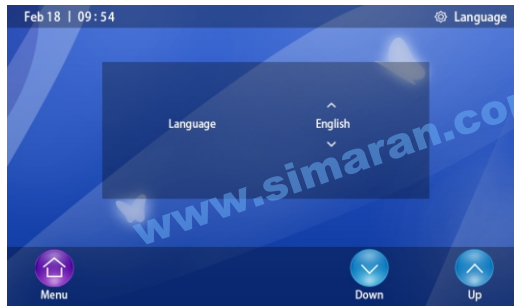 Feb 18 | 09:54
Language
Language
English
www.simaran.co
Menu
Down
Up